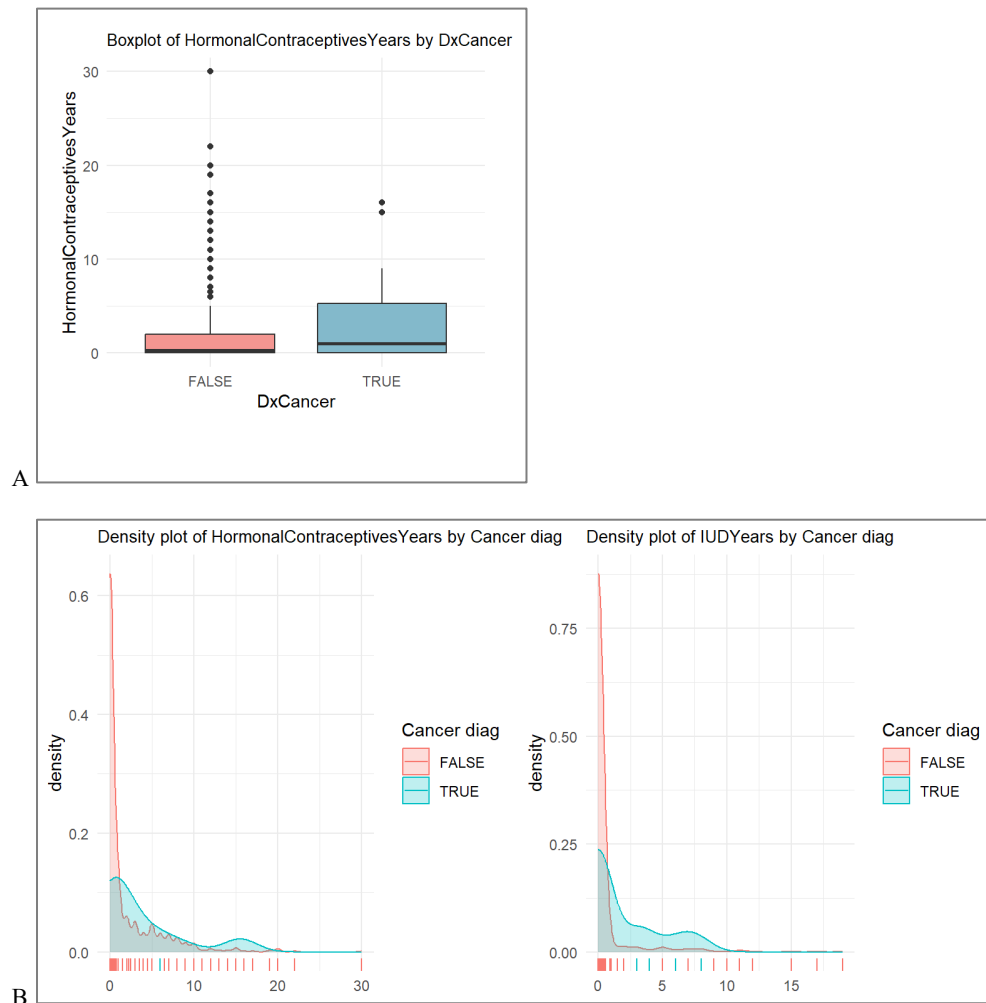 Boxplot of HormonalContraceptivesYears by DxCancer
30
20
10
0
HormonalContraceptivesYears
FALSE TRUE
DxCancer
A
Density plot of HormonalContraceptivesYears by Cancer diag
0.6
0.4
0.2
0.0
density
0 10 20 30
Cancer diag
FALSE
TRUE
Density plot of IUDYears by Cancer diag
0.75
0.50
0.25
0.00
density
0 5 10 15
Cancer diag
FALSE
TRUE
B